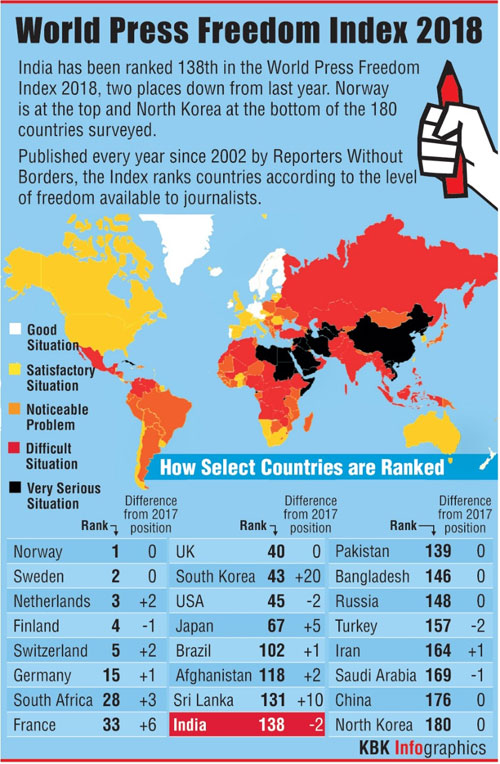 World Press Freedom Index 2018
India has been ranked 138th in the World Press Freedom
Index 2018, two places down from last year. Norway
is at the top and North Korea at the bottom of the 180
countries surveyed.
Published every year since 2002 by Reporters Without
Borders, the Index ranks countries according to the level
of freedom available to journalists.
Good
Situation
Satisfactory
Situation
Noticeable
Problem
Difficult
Situation
Very Serious
Situation
How Select Countries are Ranked
Rank Difference from 2017 position
Norway 1 0
Sweden 2 0
Netherlands 3 +2
Finland 4 -1
Switzerland 5 +2
Germany 15 +1
South Africa 28 +3
France 33 +6
Rank Difference from 2017 position
UK 40 0
South Korea 43 +20
USA 45 -2
Japan 67 +5
Brazil 102 +1
Afghanistan 118 +2
Sri Lanka 131 +10
India 138 -2
Rank Difference from 2017 position
Pakistan 139 0
Bangladesh 146 0
Russia 148 0
Turkey 157 -2
Iran 164 +1
Saudi Arabia 169 -1
China 176 0
North Korea 180 0
KBK Infographics